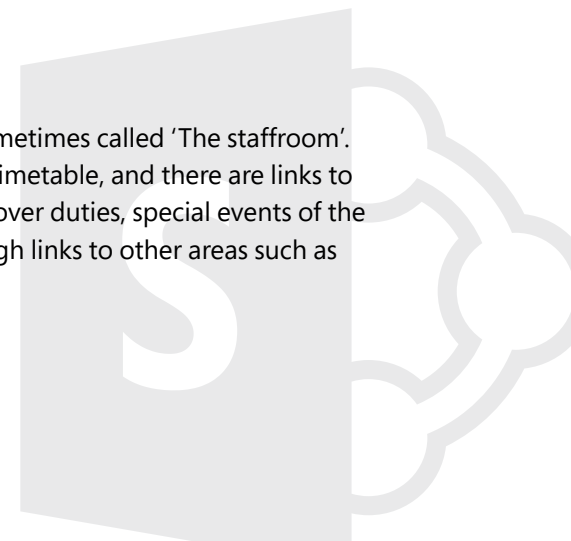 metimes called ‘The staffroom’.
imetable, and there are links to
over duties, special events of the
gh links to other areas such as
S